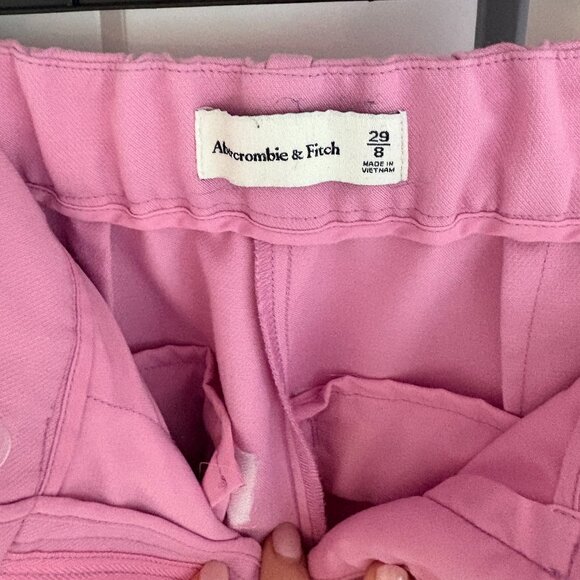 Abercrombie & Fitch
29
8
MADE IN
VIETNAM